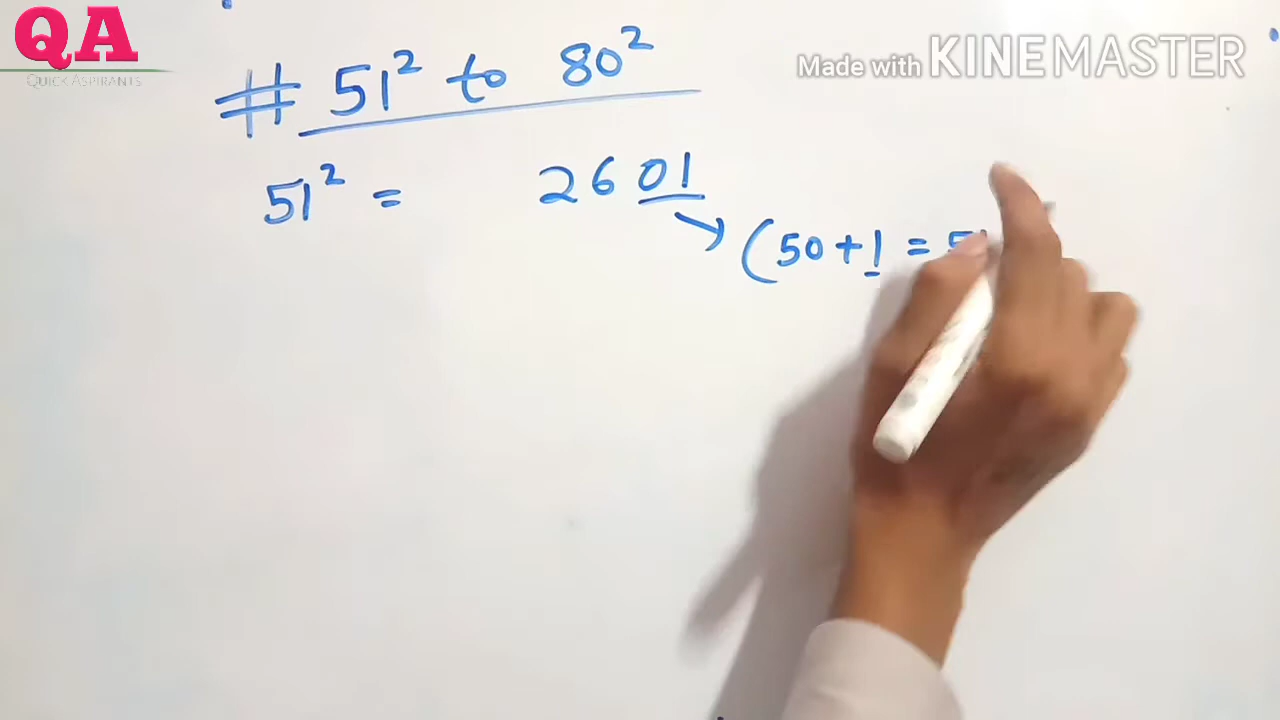 QA
QUICK ASPIRANTS
Made with KINEMASTER
# 51² to 80²
51² = 2601
→ (50+1 =